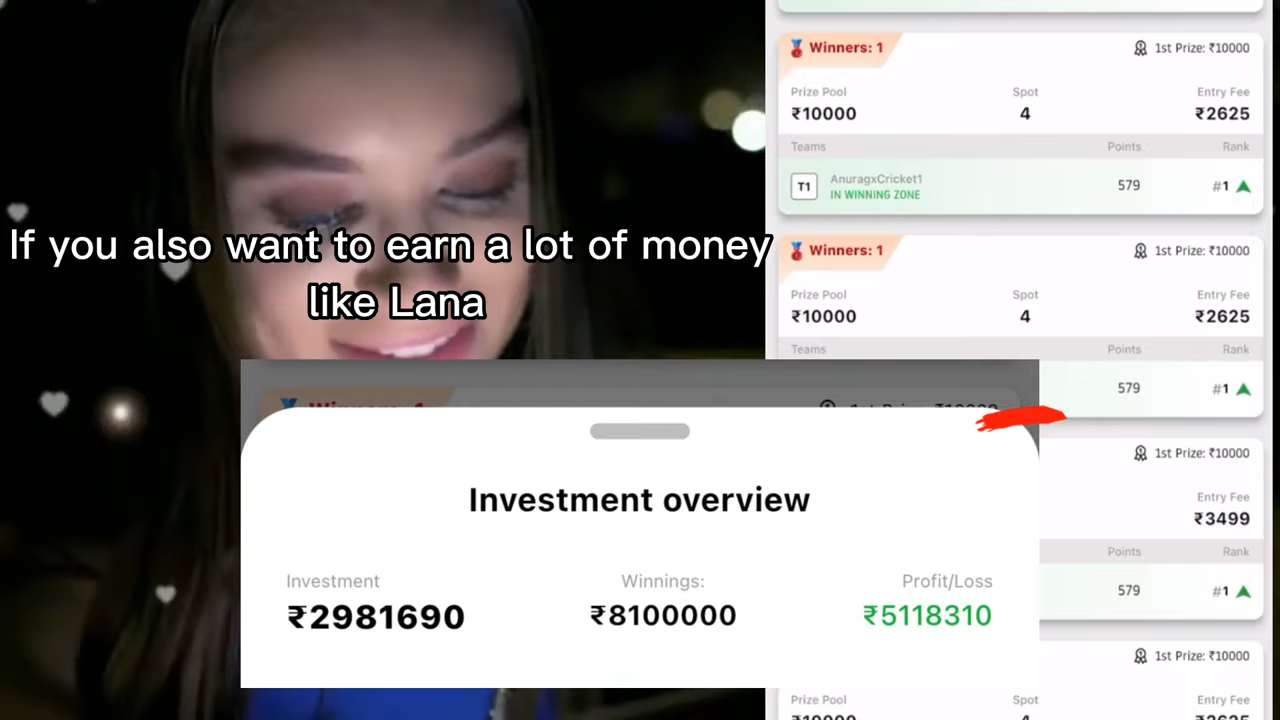 If you also want to earn a lot of money
like Lana
Winners: 1
1st Prize: ₹10000
Prize Pool
Spot
Entry Fee
₹10000
4
₹2625
Teams
Points
Rank
T1
AnuragxCricket1
IN WINNING ZONE
579
#1
Winners: 1
1st Prize: ₹10000
Prize Pool
Spot
Entry Fee
₹10000
4
₹2625
Teams
Points
Rank
579
#1
1st Prize: ₹10000
Entry Fee
₹3499
Points
Rank
579
#1
1st Prize: ₹10000
Prize Pool
Spot
Entry Fee
Investment overview
Investment
Winnings:
Profit/Loss
₹2981690
₹8100000
₹5118310